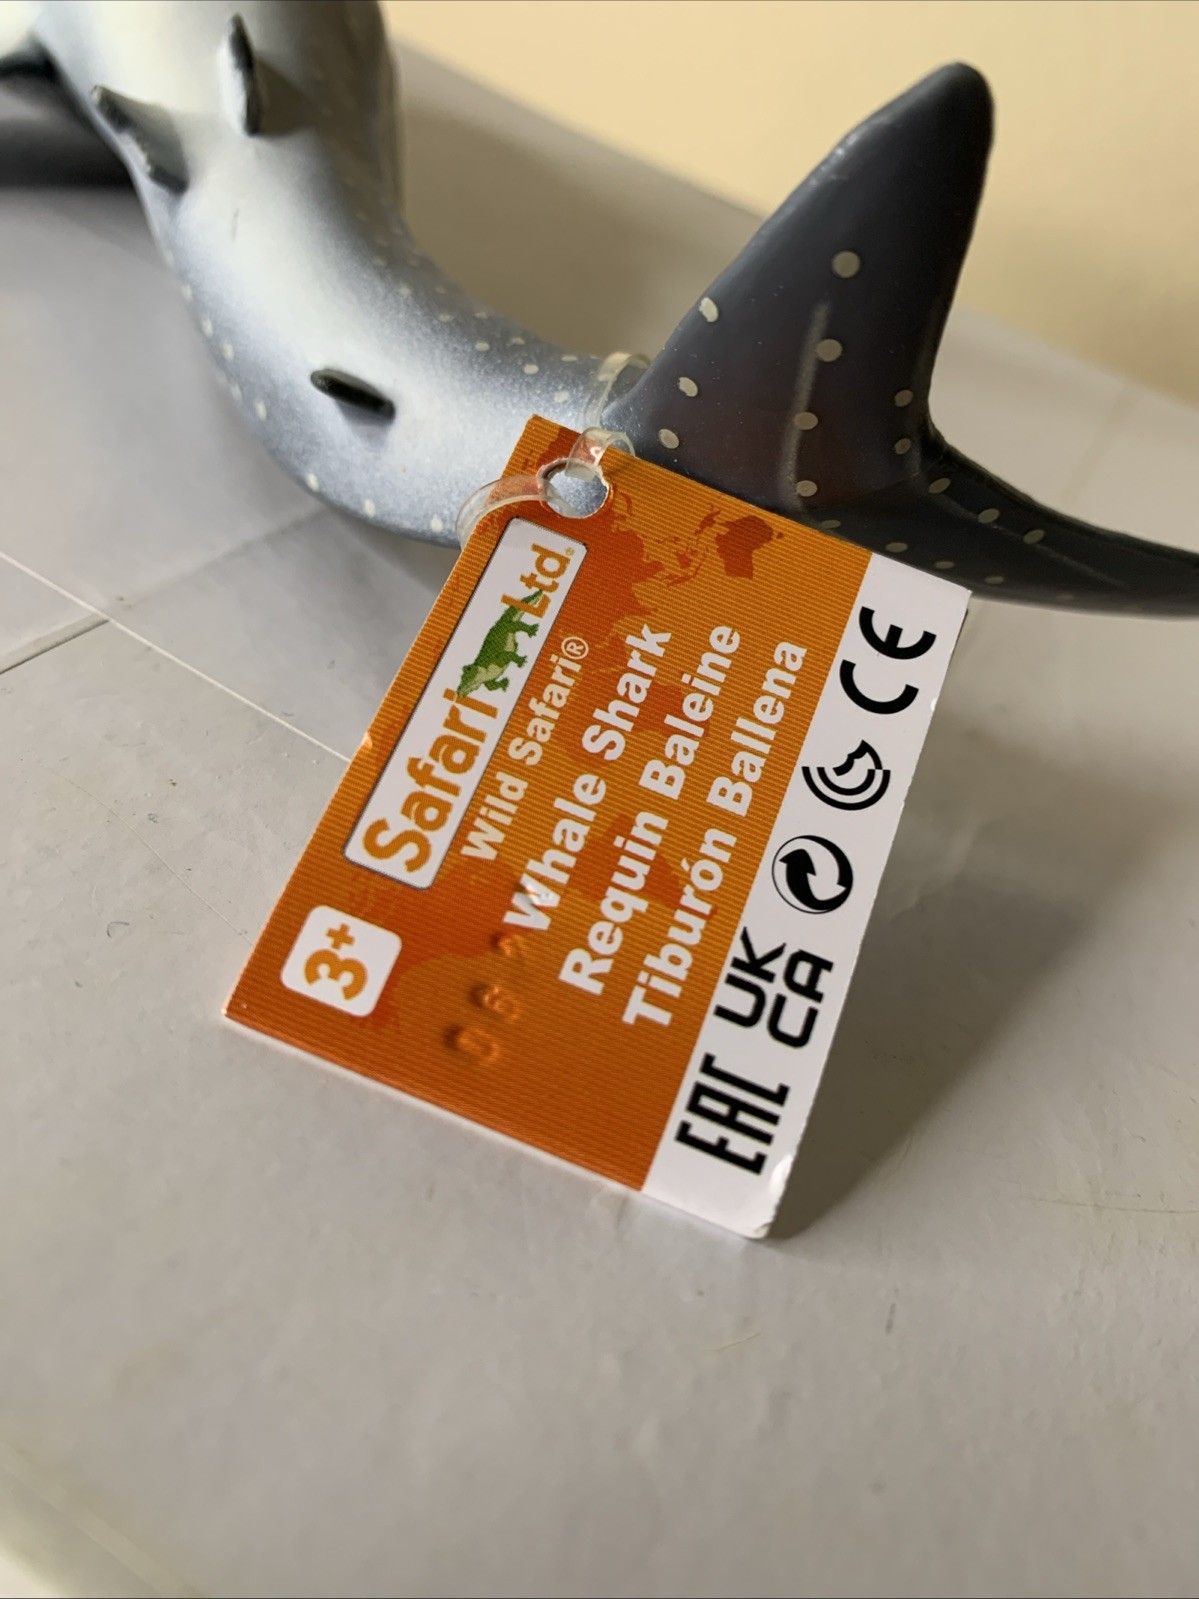 Safari Ltd®
Wild Safari®
Whale Shark
Requin Baleine
Tiburón Ballena
3+
EAC UK CA CE